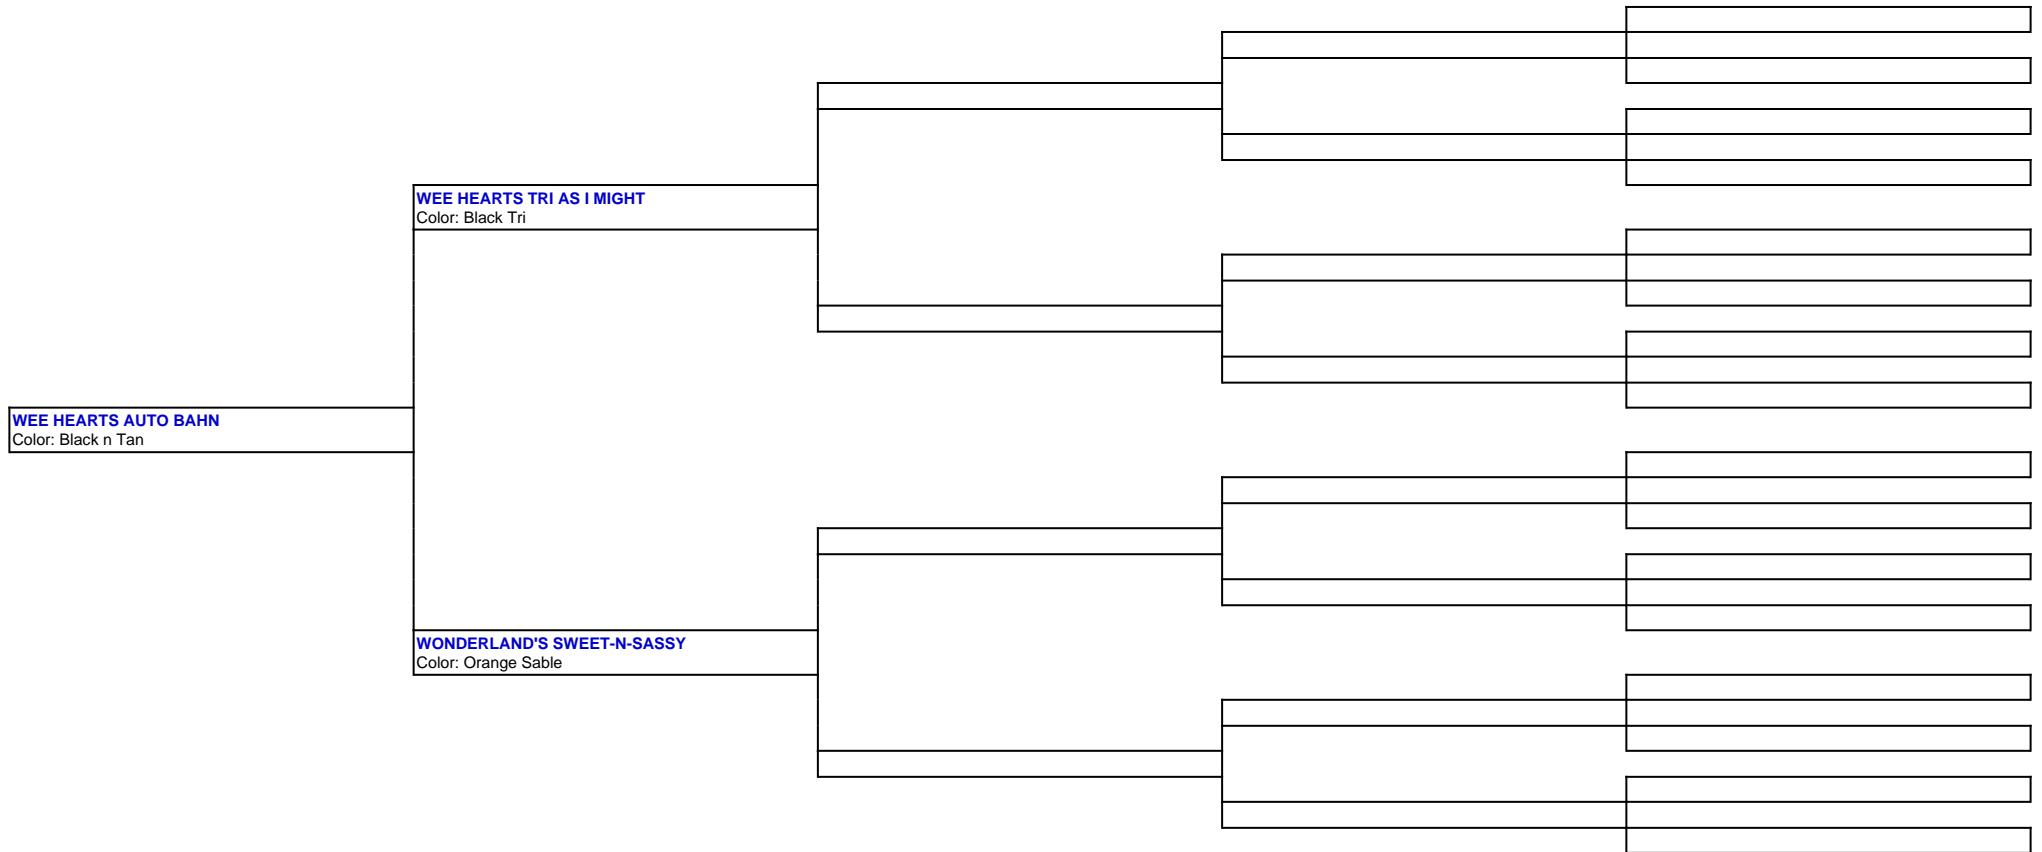 WEE HEARTS TRI AS I MIGHT
Color: Black Tri
WEE HEARTS AUTO BAHN
Color: Black n Tan
WONDERLAND'S SWEET-N-SASSY
Color: Orange Sable